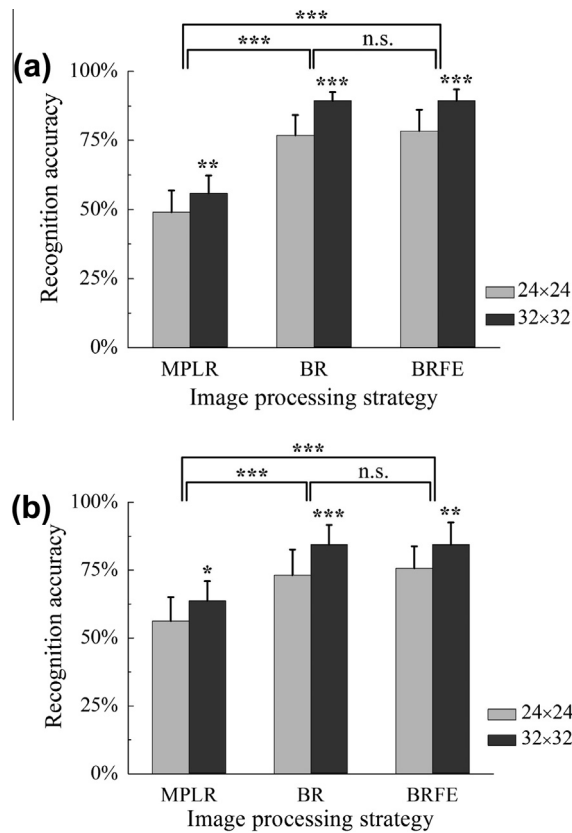 ***
*** n.s.
(a)
100%
*** ***
75%
**
50%
25%
0%
Recognition accuracy
24×24
32×32
MPLR BR BRFE
Image processing strategy
***
*** n.s.
(b)
100%
*** **
75%
*
50%
25%
0%
Recognition accuracy
24×24
32×32
MPLR BR BRFE
Image processing strategy